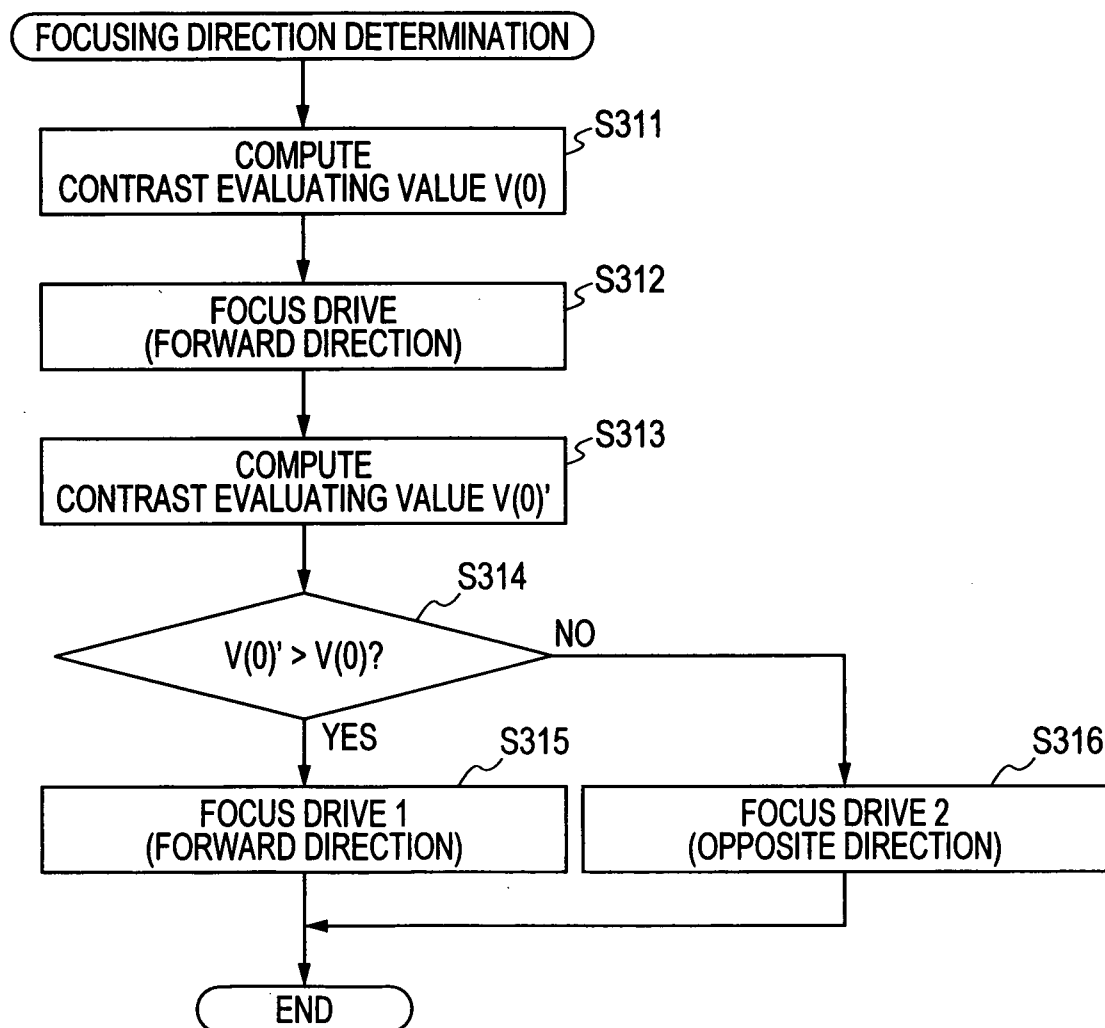 FOCUSING DIRECTION DETERMINATION
S311
COMPUTE
CONTRAST EVALUATING VALUE V(0)
S312
FOCUS DRIVE
(FORWARD DIRECTION)
S313
COMPUTE
CONTRAST EVALUATING VALUE V(0)'
S314
V(0)' > V(0)?
NO
YES
S315
FOCUS DRIVE 1
(FORWARD DIRECTION)
S316
FOCUS DRIVE 2
(OPPOSITE DIRECTION)
END